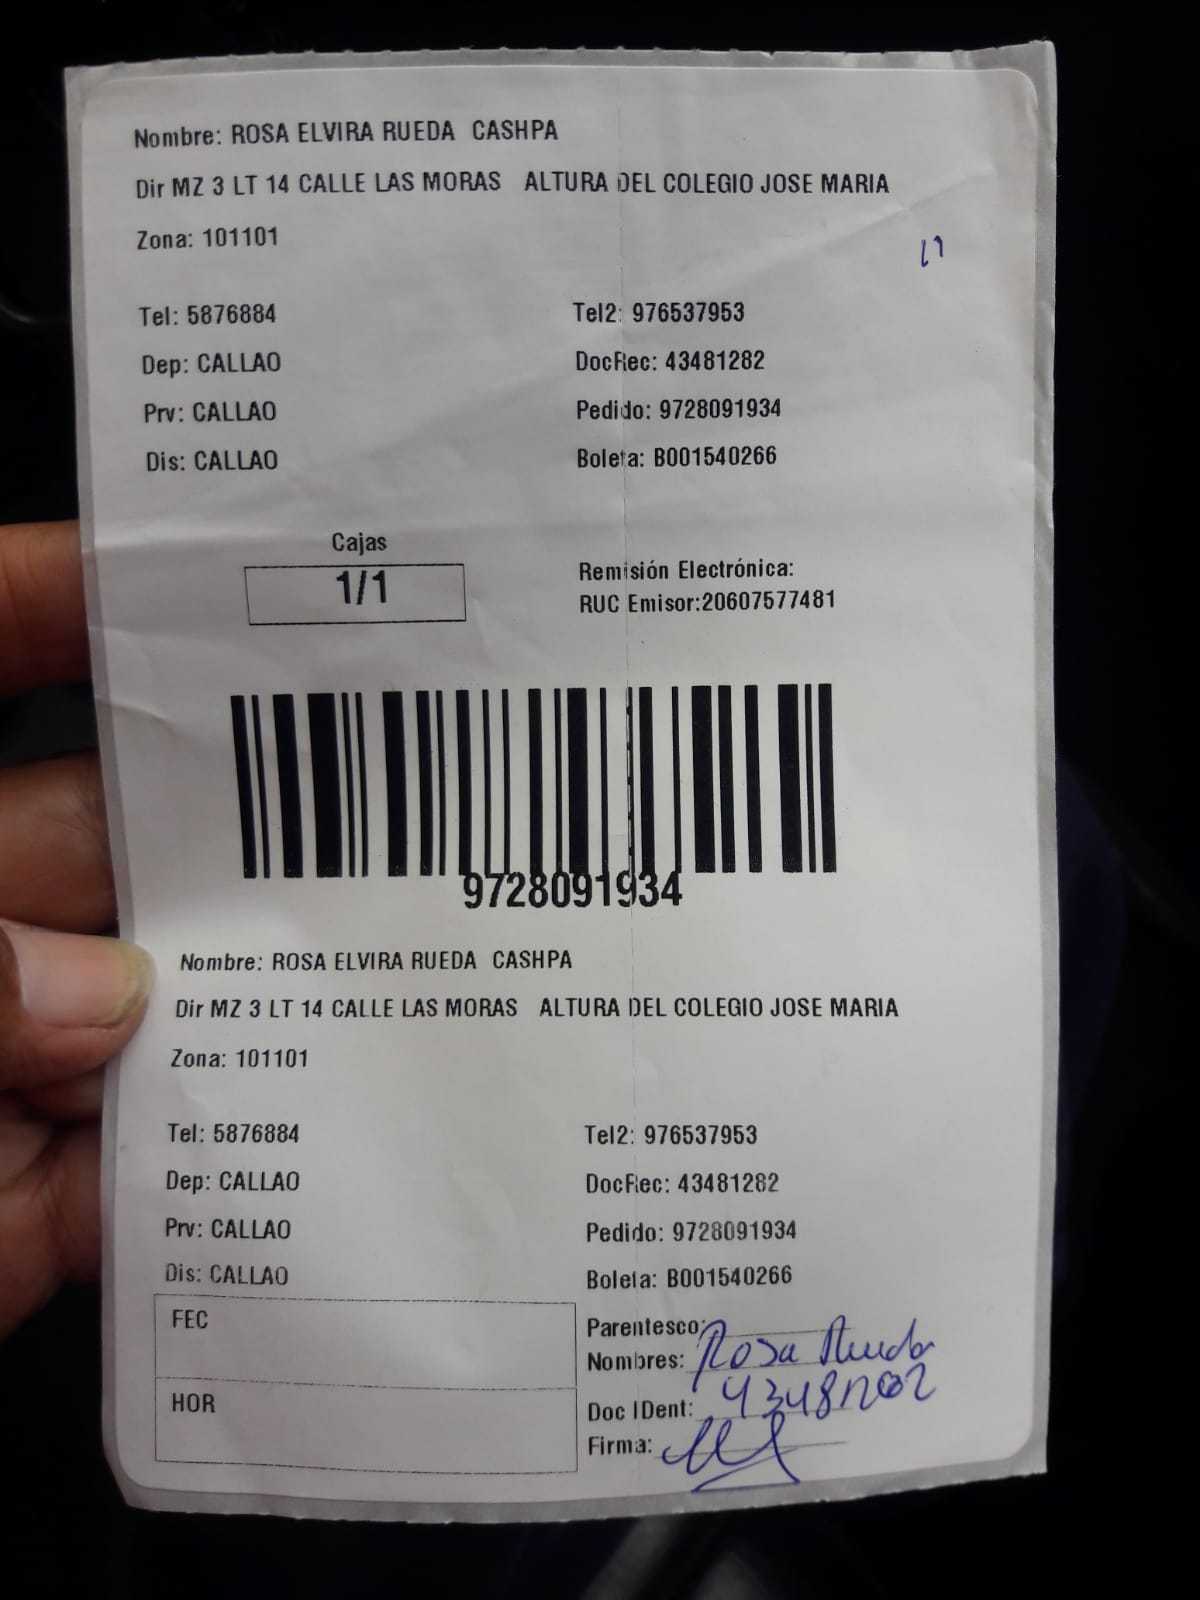 Nombre: ROSA ELVIRA RUEDA CASHPA
Dir MZ 3 LT 14 CALLE LAS MORAS ALTURA DEL COLEGIO JOSE MARIA
Zona: 101101
Tel: 5876884 Tel2: 976537953
Dep: CALLAO DocRec: 43481282
Prv: CALLAO Pedido: 9728091934
Dis: CALLAO Boleta: B001540266
Cajas
1/1
Remisión Electrónica:
RUC Emisor:20607577481
9728091934
Nombre: ROSA ELVIRA RUEDA CASHPA
Dir MZ 3 LT 14 CALLE LAS MORAS ALTURA DEL COLEGIO JOSE MARIA
Zona: 101101
Tel: 5876884 Tel2: 976537953
Dep: CALLAO DocRec: 43481282
Prv: CALLAO Pedido: 9728091934
Dis: CALLAO Boleta: B001540266
FEC
HOR
Parentesco:
Nombres: Rosa Rueda
Doc IDent:
Firma: